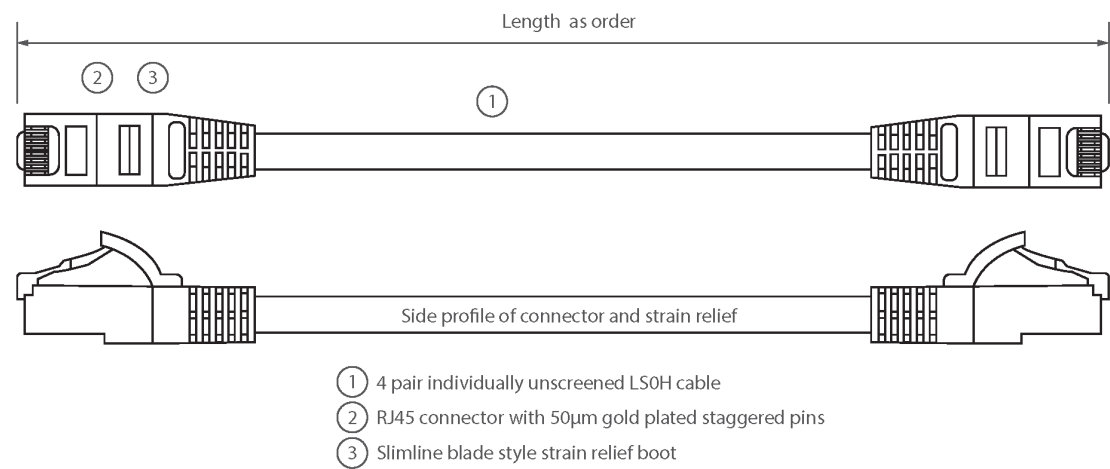 Length as order
2 3
1
Side profile of connector and strain relief
1 4 pair individually unscreened LS0H cable
2 RJ45 connector with 50µm gold plated staggered pins
3 Slimline blade style strain relief boot